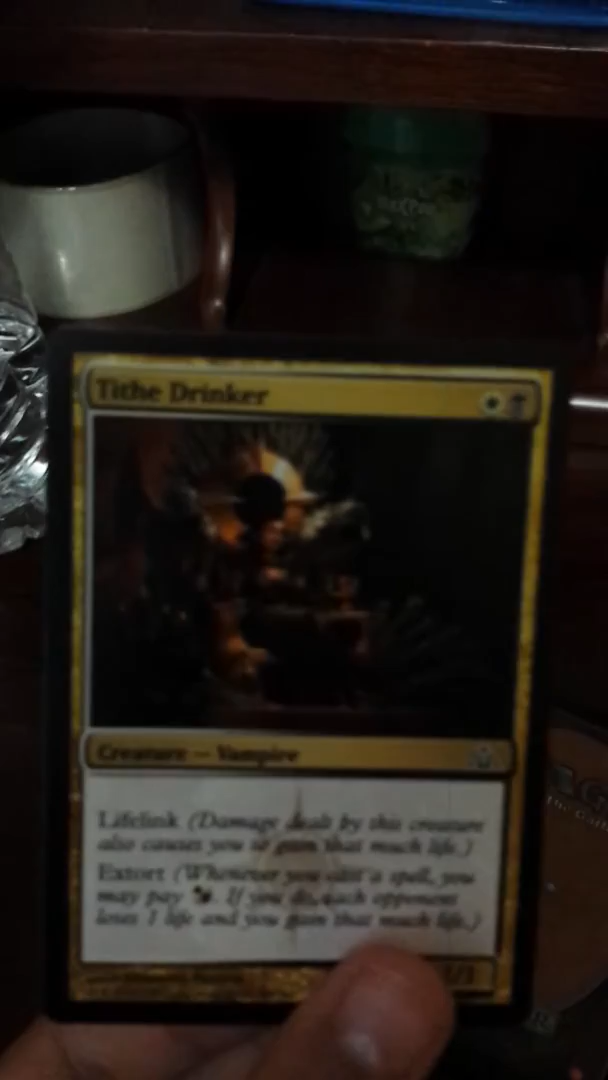 Tithe Drinker
Creature — Vampire
Lifelink (Damage dealt by this creature
also causes you to gain that much life.)
Extort (Whenever you cast a spell, you
may pay . If you do, each opponent
loses 1 life and you gain that much life.)